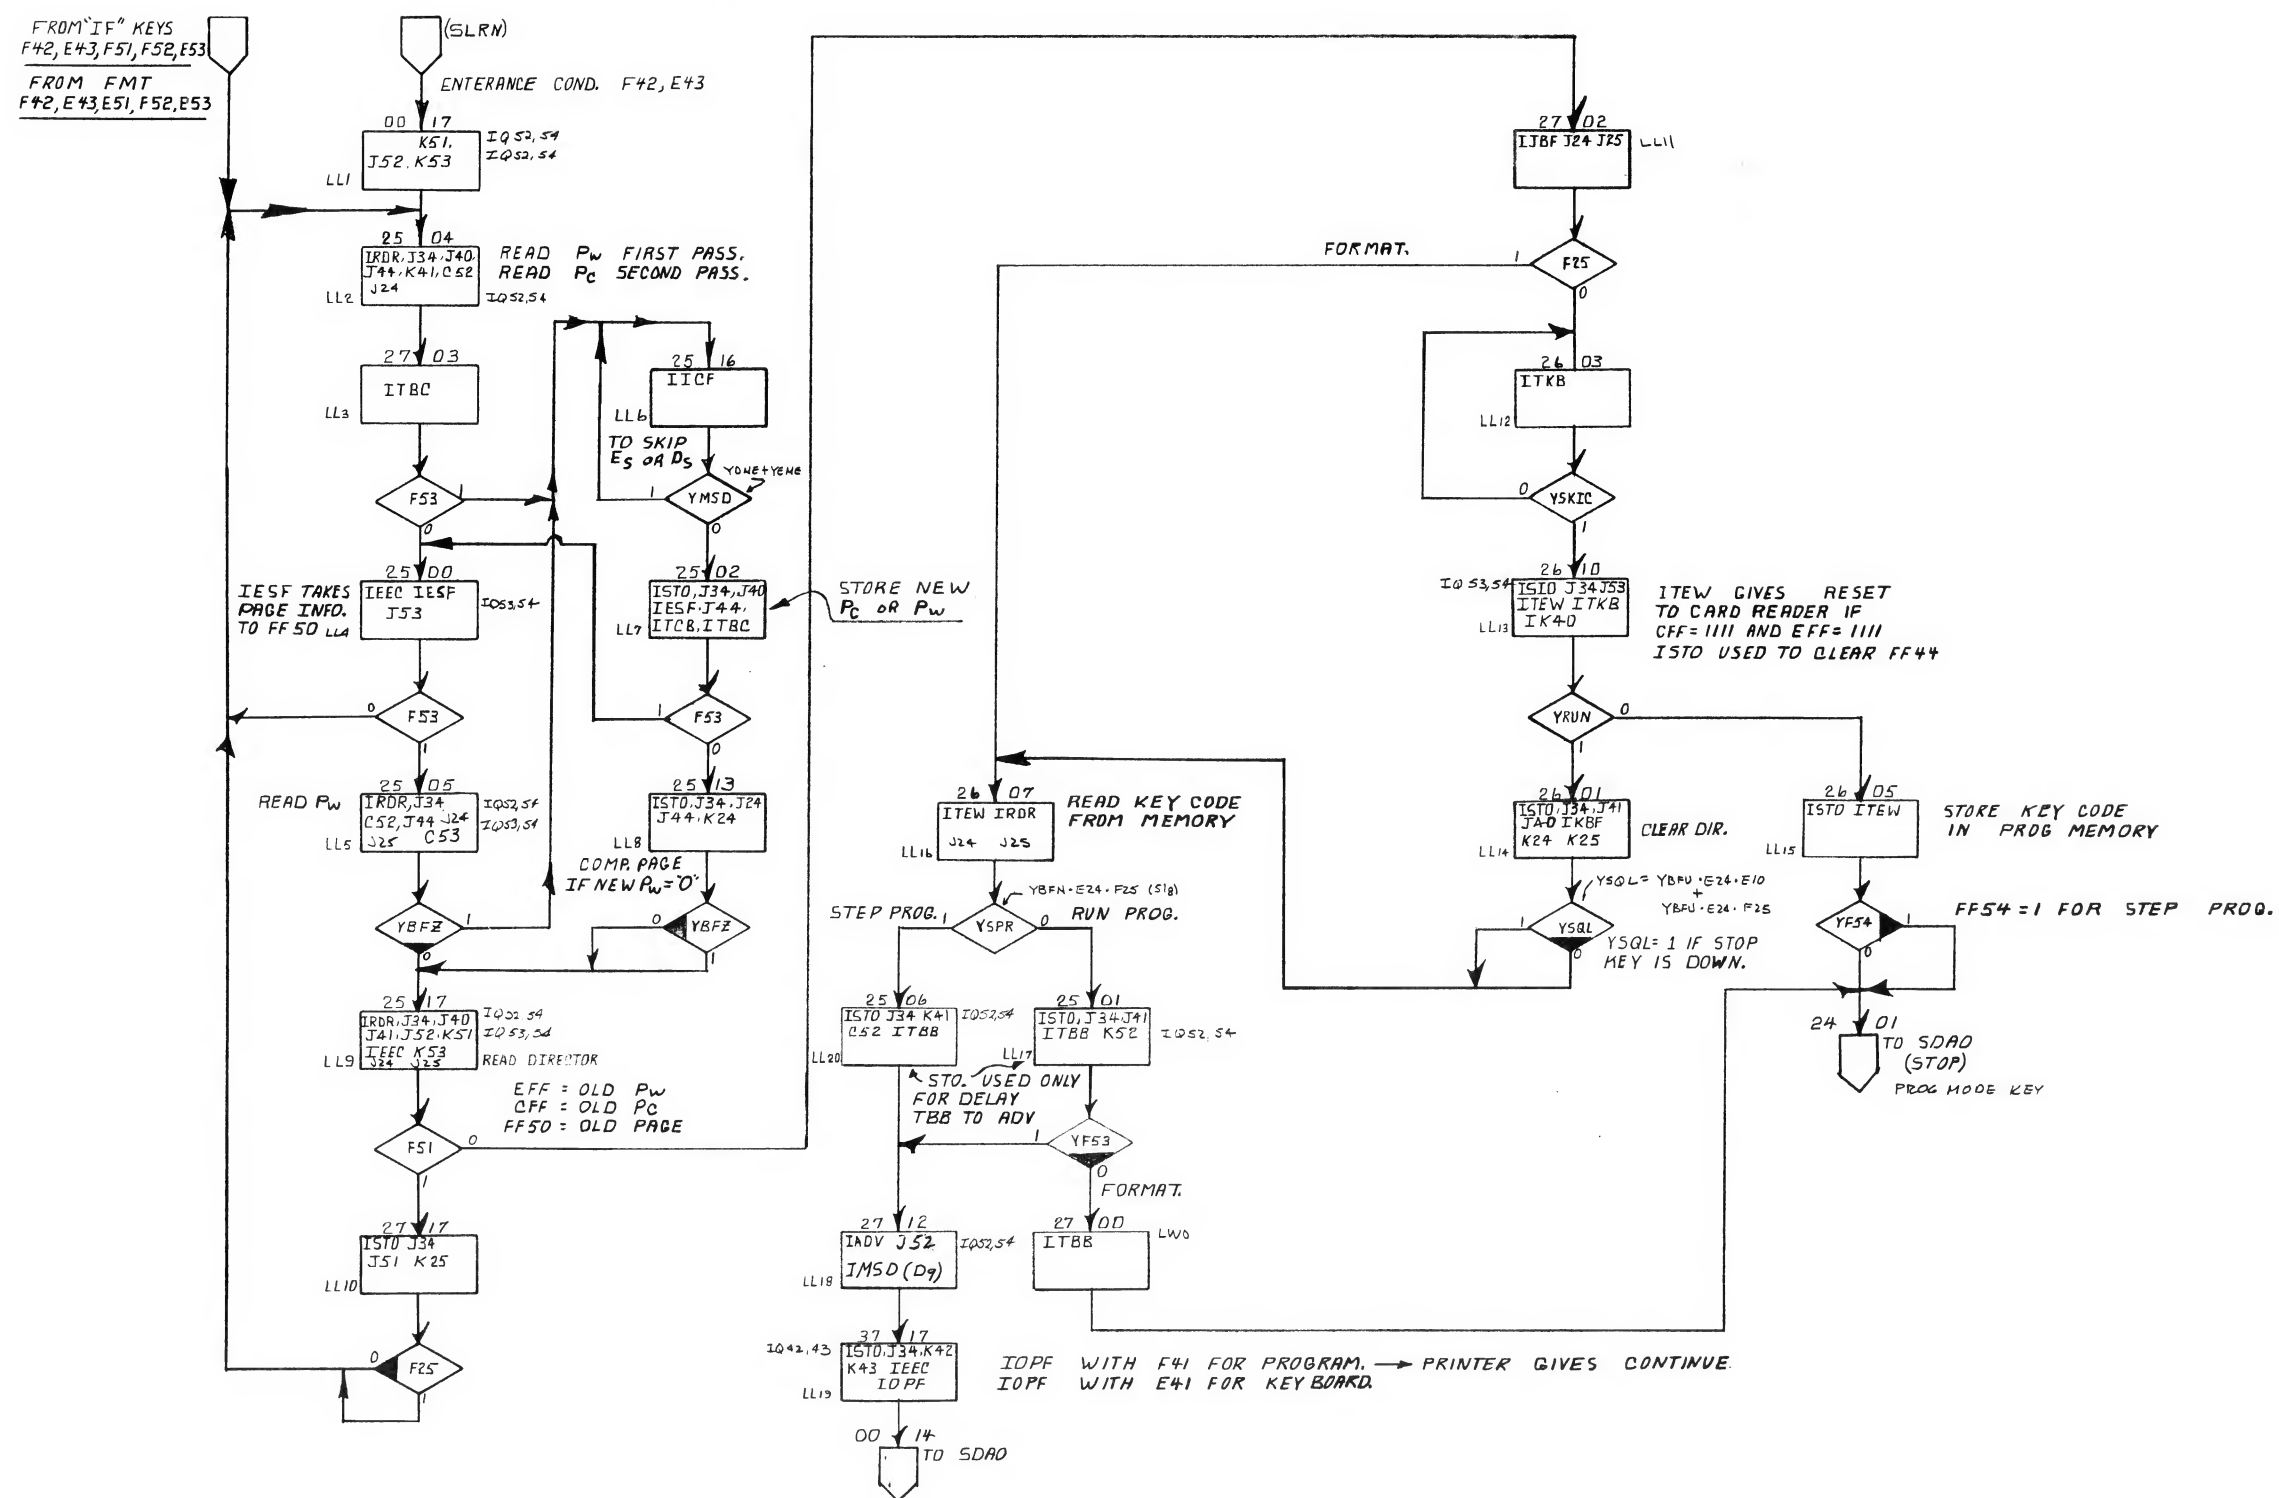 FROM "IF" KEYS
F42, E43, F51, F52, E53
FROM FMT
F42, E43, E51, F52, E53
(SLRN)
ENTERANCE COND. F42, E43
00 17
K51,
J52, K53
IQ52,54
IQ52,54
LL1
25 04
IRDR, J34, J40,
J44, K41, C52
J24
LL2
IQ52,54
READ PW FIRST PASS.
READ PC SECOND PASS.
27 03
ITBC
LL3
F53
1
0
25 00
IEEC IESF
J53
IQ53,54
IESF TAKES
PAGE INFO.
TO FF50 LL4
F53
0
1
25 05
READ PW
IRDR, J34
C52, J44 J24
J25 C53
IQ52,54
IQ53,54
LL5
YBFZ
1
0
25 17
IRDR, J34, J40
J41, J52, K51
IEEC K53
J24 J25
IQ52 54
IQ53,54
LL9
READ DIRECTOR
EFF = OLD PW
CFF = OLD PC
FF50 = OLD PAGE
F51
0
1
27 17
ISTO J34
J51 K25
LL10
F25
0
1
25 16
IICF
LL6
TO SKIP
ES OR DS
YDME+YEME
YMSD
1
0
25 02
ISTO, J34, J40
IESF, J44,
ITCB, ITBC
LL7
STORE NEW
PC OR PW
F53
1
0
25 13
ISTO, J34, J24
J44, K24
LL8
COMP. PAGE
IF NEW PW = "0"
YBFZ
0
1
27 02
IJBF J24 J25
LL11
F25
FORMAT.
1
0
26 03
ITKB
LL12
YSKIC
0
1
26 10
IQ53,54
ISTO J34 J53
ITEW ITKB
IK40
LL13
ITEW GIVES RESET
TO CARD READER IF
CFF= 1111 AND EFF= 1111
ISTO USED TO CLEAR FF44
YRUN
0
1
26 01
ISTO, J34, J41
JAO IKBF
K24 K25
LL14
CLEAR DIR.
YSQL= YBFU·E24·E10
+
YBFU·E24·F25
YSQL
1
0
YSQL= 1 IF STOP
KEY IS DOWN.
26 05
ISTO ITEW
LL15
STORE KEY CODE
IN PROG MEMORY
YF54
1
0
FF54 = 1 FOR STEP PROG.
24 01
TO SDAO
(STOP)
PROG MODE KEY
26 07
ITEW IRDR
J24 J25
LL16
READ KEY CODE
FROM MEMORY
YBFN·E24·F25 (S18)
STEP PROG.
1
YSPR
0
RUN PROG.
25 06
ISTO J34 K41
C52 ITBB
IQ52,54
LL20
25 01
ISTO, J34 J41
ITBB K52
IQ52,54
LL17
STO. USED ONLY
FOR DELAY
TBB TO ADV
YF53
1
0
FORMAT.
27 12
IADV J52
IMSD (D9)
IQ52,54
LL18
27 00
ITBB
LW0
37 17
IQ42,43
ISTO, J34, K42
K43 IEEC
IOPF
LL19
IOPF WITH F41 FOR PROGRAM. → PRINTER GIVES CONTINUE.
IOPF WITH E41 FOR KEY BOARD.
00 14
TO SDAO